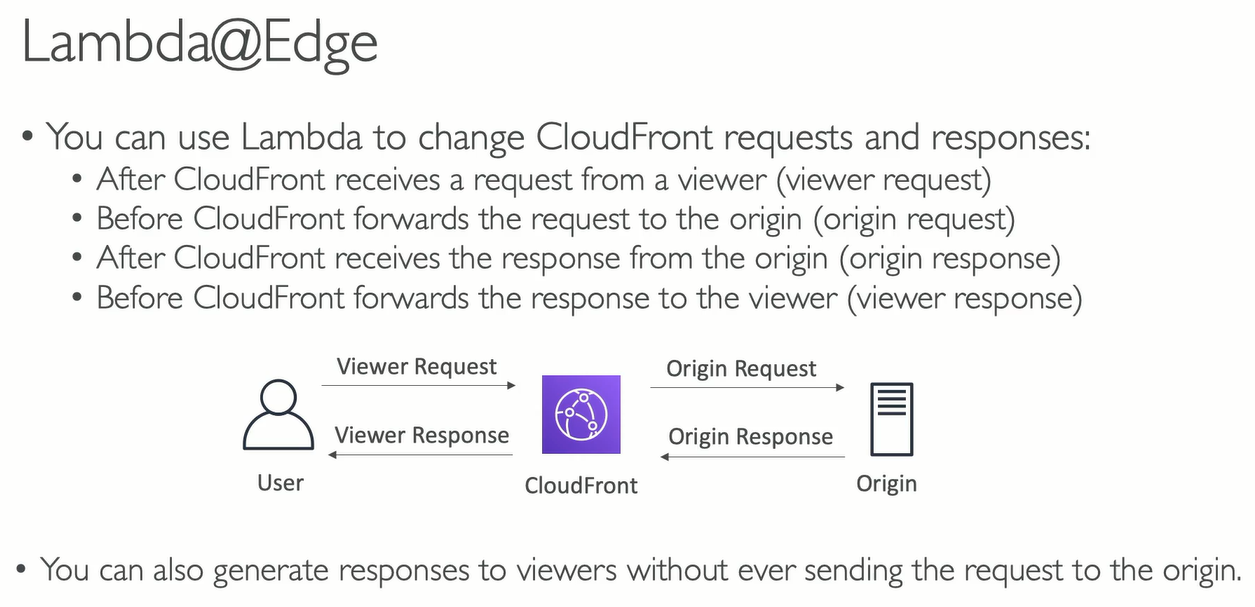 Lambda@Edge
• You can use Lambda to change CloudFront requests and responses:
• After CloudFront receives a request from a viewer (viewer request)
• Before CloudFront forwards the request to the origin (origin request)
• After CloudFront receives the response from the origin (origin response)
• Before CloudFront forwards the response to the viewer (viewer response)
Viewer Request
Origin Request
Viewer Response
Origin Response
User
CloudFront
Origin
• You can also generate responses to viewers without ever sending the request to the origin.